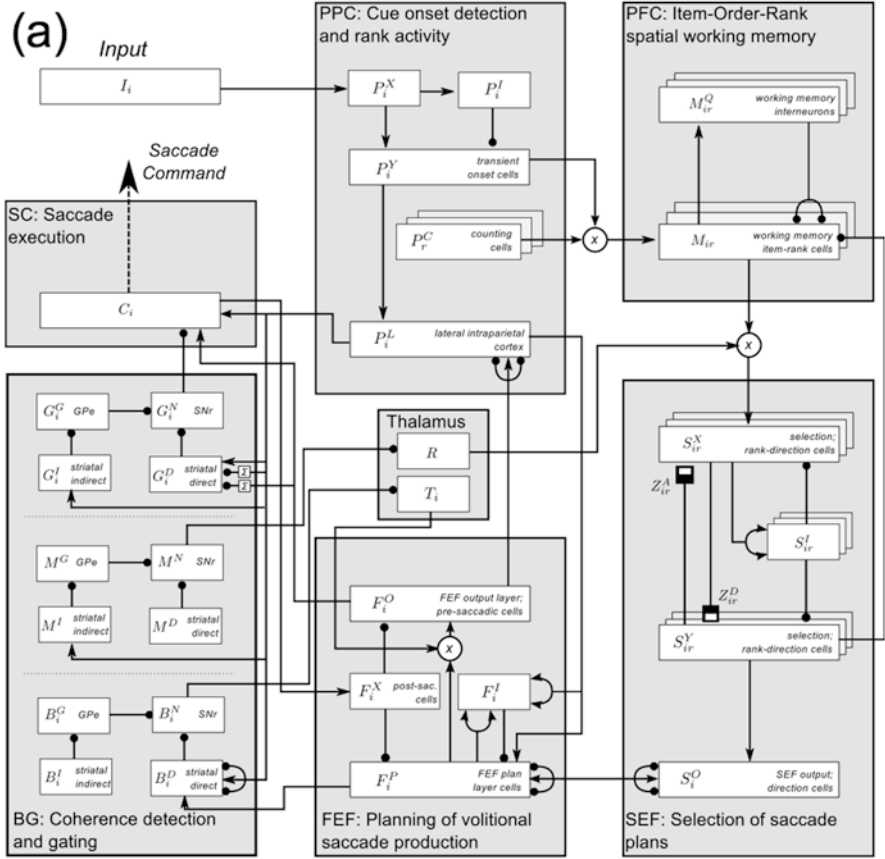 (a)
Input
I_i
Saccade
Command
PPC: Cue onset detection
and rank activity
P_i^X
P_i^I
P_i^Y
transient
onset cells
P_r^C
counting
cells
x
P_i^L
lateral intraparietal
cortex
PFC: Item-Order-Rank
spatial working memory
M_ir^Q
working memory
interneurons
M_ir
working memory
item-rank cells
x
SC: Saccade
execution
C_i
G_i^G GPe
G_i^N SNr
G_i^I striatal
indirect
G_i^D striatal
direct
Σ
Σ
M^G GPe
M^N SNr
M^I striatal
indirect
M^D striatal
direct
B_i^G GPe
B_i^N SNr
B_i^I striatal
indirect
B_i^D striatal
direct
BG: Coherence detection
and gating
Thalamus
R
T_i
F_i^O
FEF output layer;
pre-saccadic cells
x
F_i^X
post-sac.
cells
F_i^I
F_i^P
FEF plan
layer cells
FEF: Planning of volitional
saccade production
S_ir^X
selection;
rank-direction cells
Z_ir^A
S_ir^I
Z_ir^D
S_ir^Y
selection;
rank-direction cells
S_i^O
SEF output;
direction cells
SEF: Selection of saccade
plans